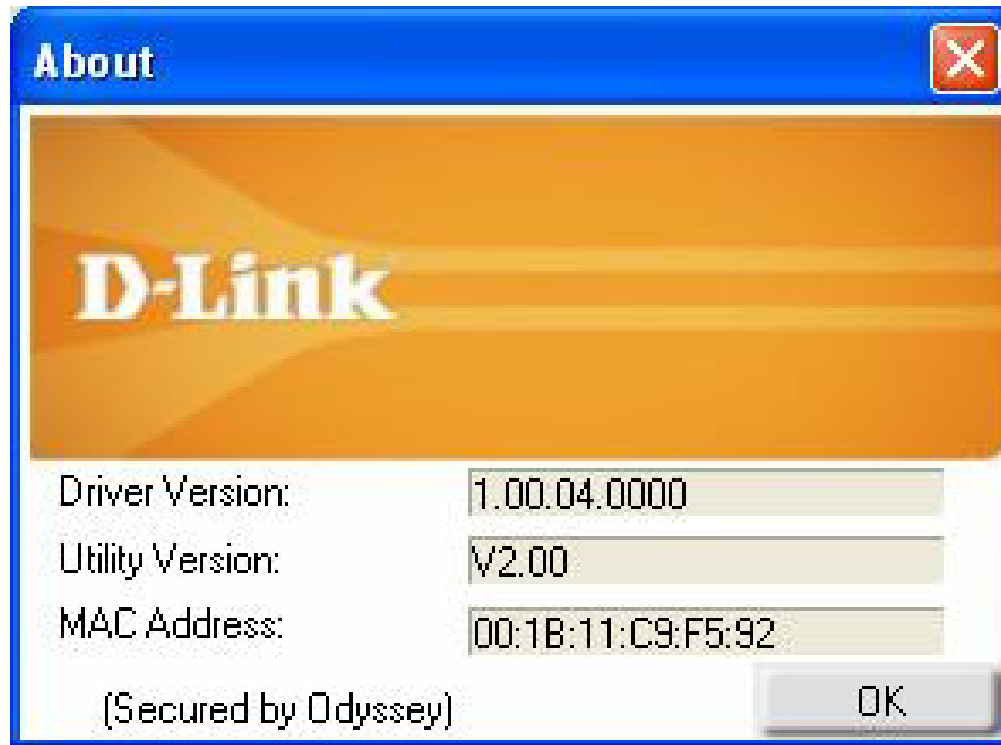 About
D-Link
Driver Version: 1.00.04.0000
Utility Version: V2.00
MAC Address: 00:1B:11:C9:F5:92
(Secured by Odyssey) OK